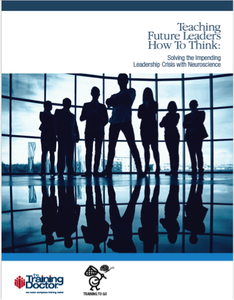 Teaching
Future Leaders
How To Think:
Solving the Impending
Leadership Crisis with Neuroscience
The
Training
Doctor
TRAINING TO GO